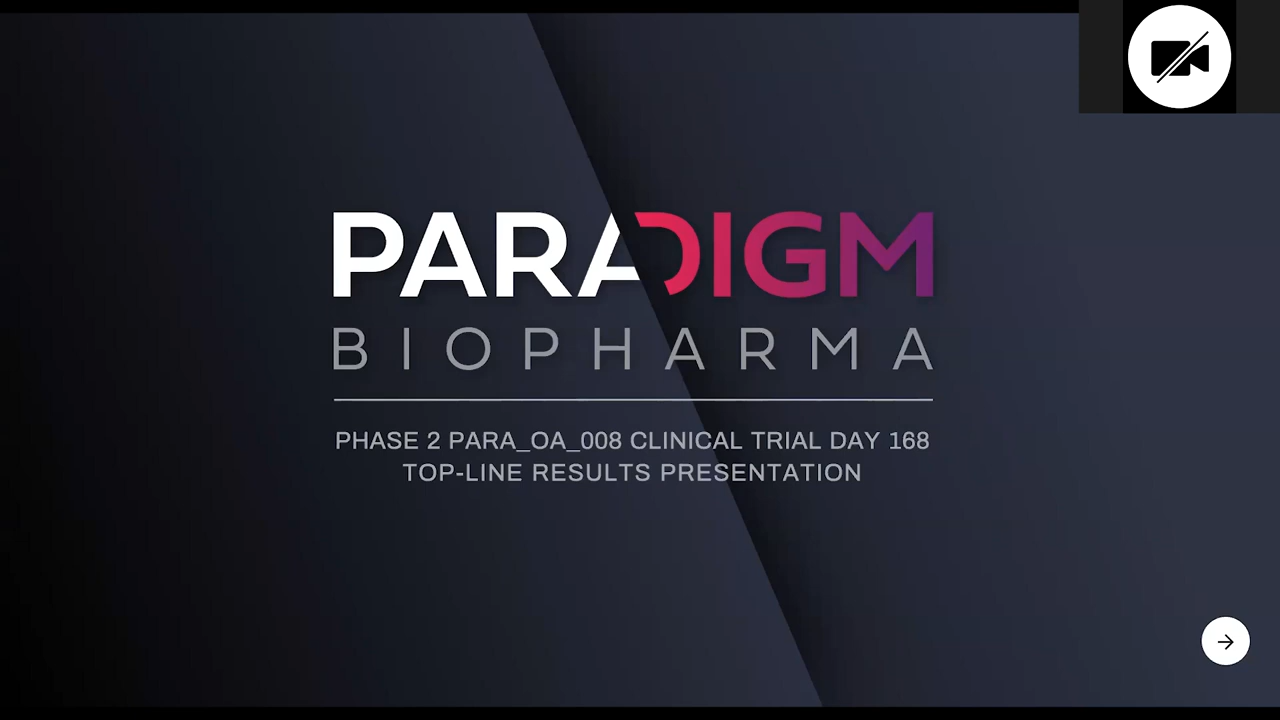 PARADIGM
BIOPHARMA
PHASE 2 PARA_OA_008 CLINICAL TRIAL DAY 168
TOP-LINE RESULTS PRESENTATION